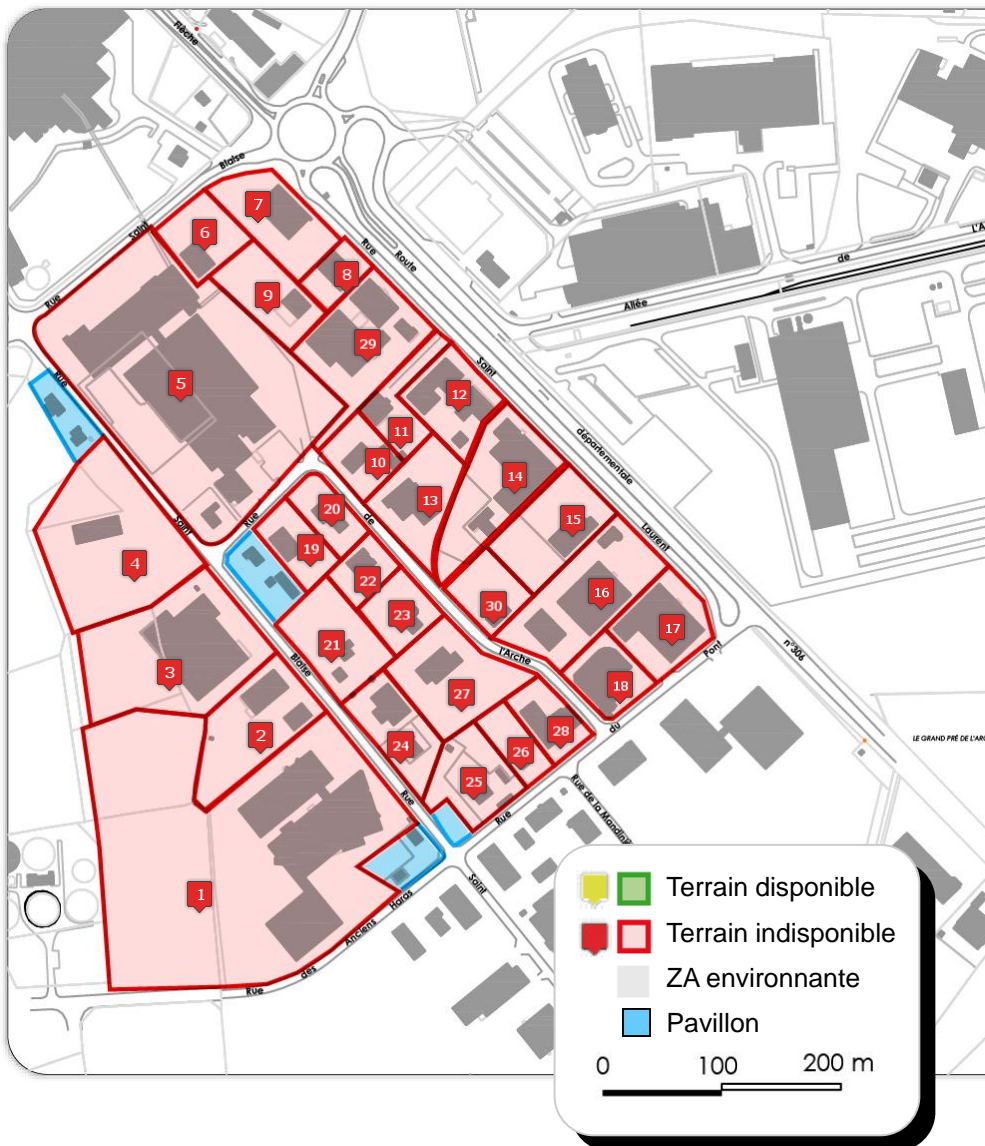 Flèche
Blaise
Saint
Rue
7
6
Rue
Route
8
9
29
5
Rue
Saint
12
11
10
13
14
départementale
15
Laurent
Allée
de
L'A
4
Saint
Rue
20
de
19
22
23
30
16
17
3
21
Blaise
l'Arche
27
18
Pont
n°306
2
24
28
26
du
LE GRAND PRÉ DE L'ARC
25
Rue
Rue
Rue de la Mandini
Saint
1
Haras
Anciens
des
Rue
Terrain disponible
Terrain indisponible
ZA environnante
Pavillon
0 100 200 m